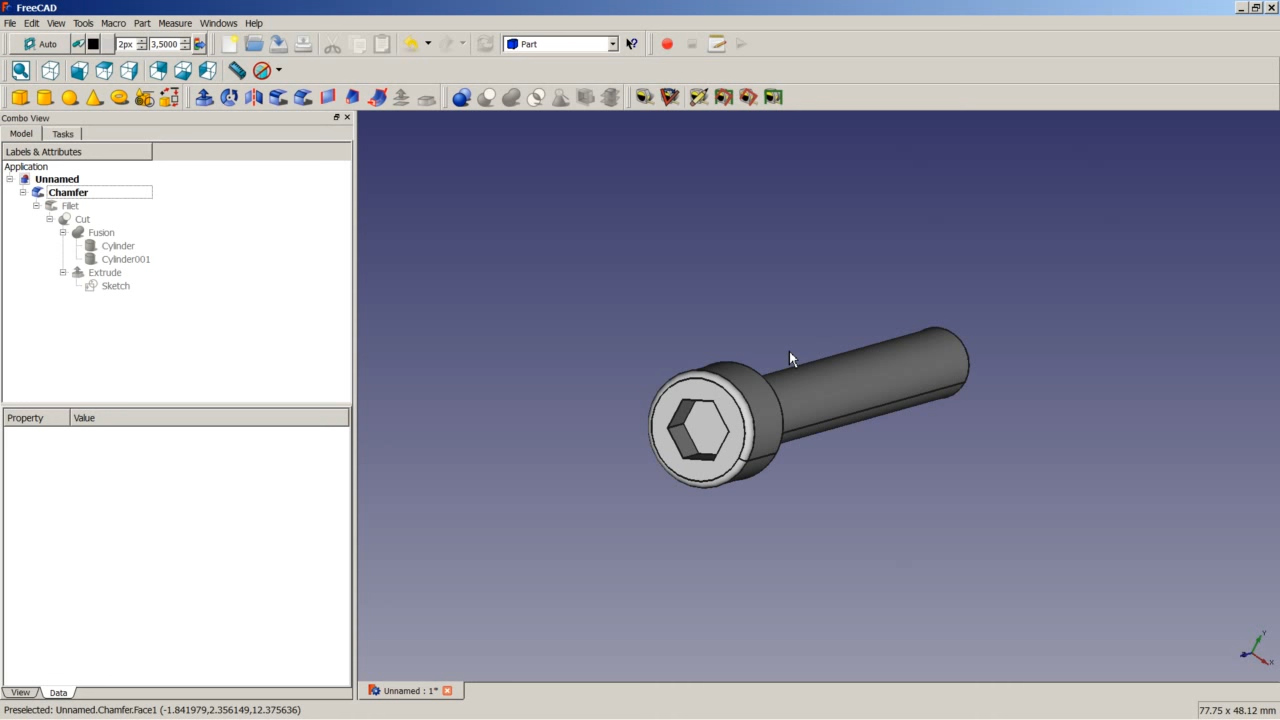 FreeCAD
File Edit View Tools Macro Part Measure Windows Help
Auto 2px 3,5000 Part
Combo View
Model Tasks
Labels & Attributes
Application
Unnamed
Chamfer
Fillet
Cut
Fusion
Cylinder
Cylinder001
Extrude
Sketch
Property Value
View Data
Unnamed : 1*
Y
X
Preselected: Unnamed.Chamfer.Face1 (-1.841979,2.356149,12.375636)
77.75 x 48.12 mm